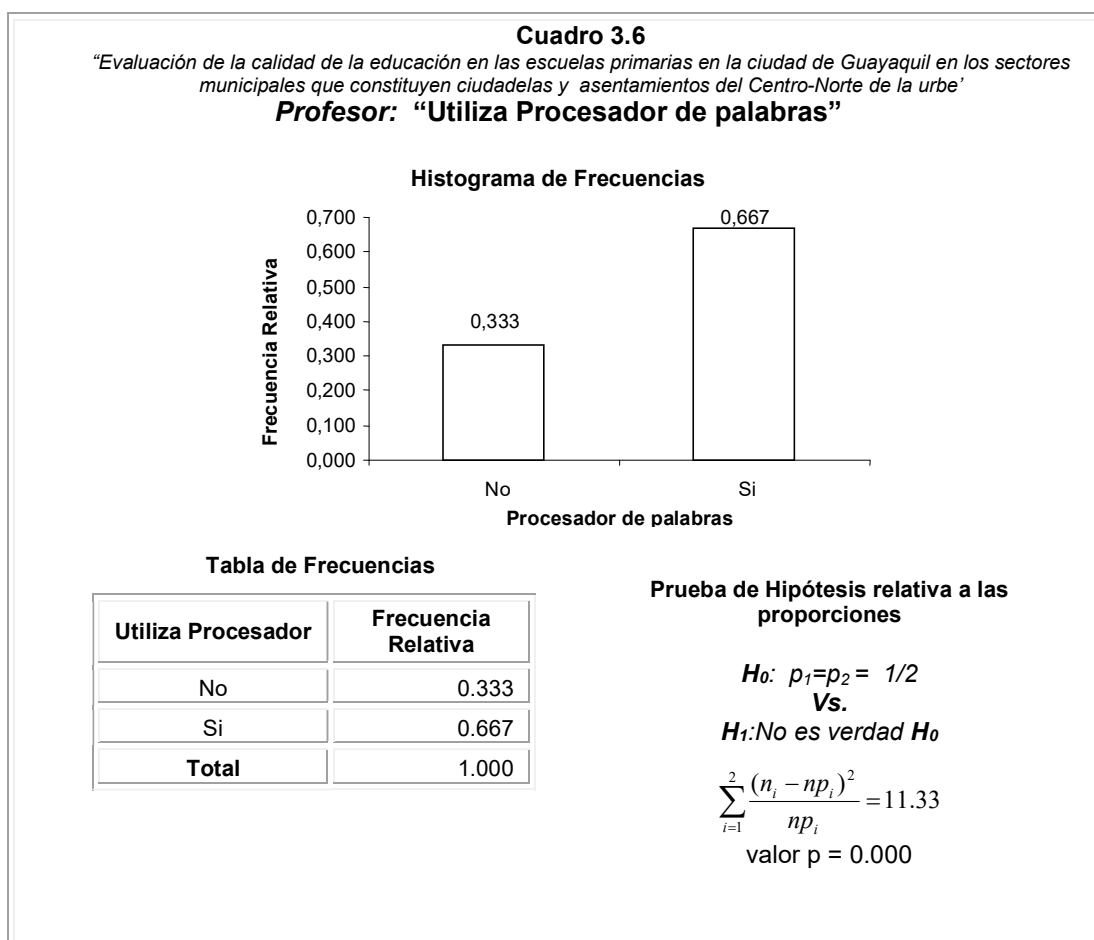 Cuadro 3.6
“Evaluación de la calidad de la educación en las escuelas primarias en la ciudad de Guayaquil en los sectores
municipales que constituyen ciudadelas y asentamientos del Centro-Norte de la urbe’
Profesor: “Utiliza Procesador de palabras”
Histograma de Frecuencias
Frecuencia Relativa
0,700
0,600
0,500
0,400
0,300
0,200
0,100
0,000
0,333
0,667
No
Si
Procesador de palabras
Tabla de Frecuencias
Utiliza Procesador
Frecuencia
Relativa
No 0.333
Si 0.667
Total 1.000
Prueba de Hipótesis relativa a las
proporciones
H₀: p₁=p₂ = 1/2
Vs.
H₁:No es verdad H₀
∑_{i=1}^{2} (n_i − np_i)² / np_i = 11.33
valor p = 0.000